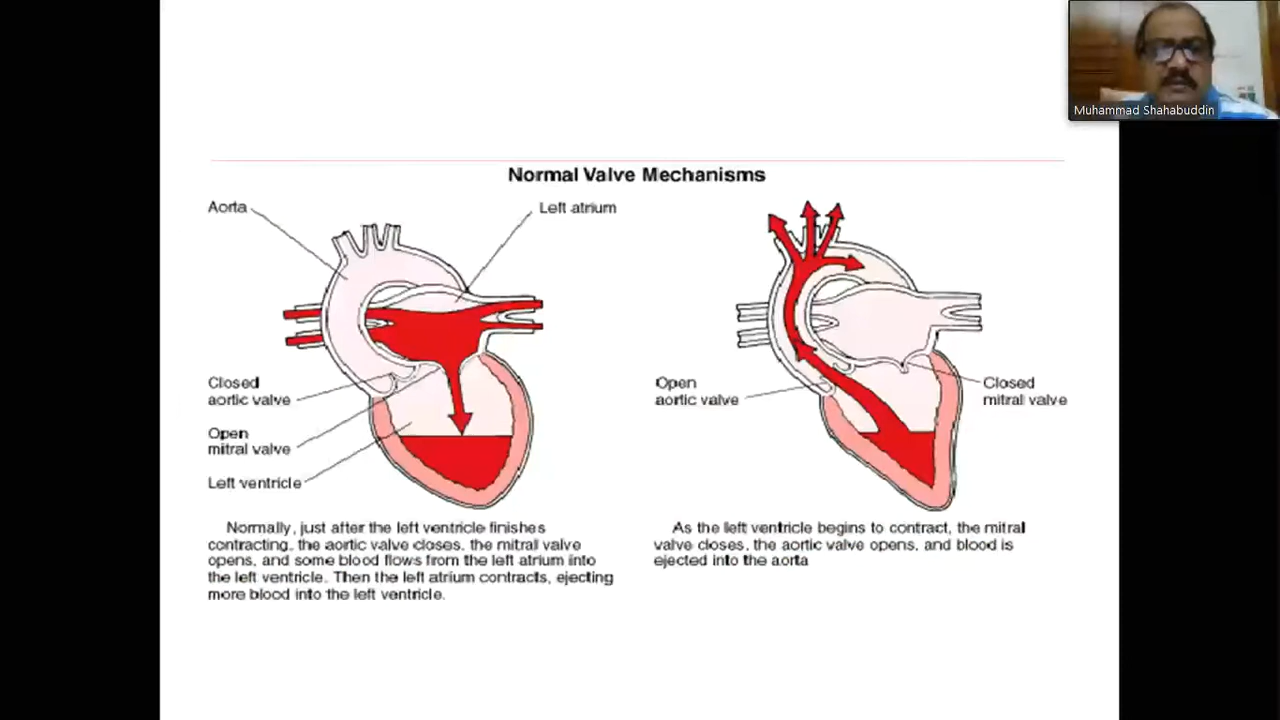 Muhammad Shahabuddin
Normal Valve Mechanisms
Aorta
Left atrium
Closed
aortic valve
Open
mitral valve
Left ventricle
Normally, just after the left ventricle finishes
contracting, the aortic valve closes, the mitral valve
opens, and some blood flows from the left atrium into
the left ventricle. Then the left atrium contracts, ejecting
more blood into the left ventricle.
Open
aortic valve
Closed
mitral valve
As the left ventricle begins to contract, the mitral
valve closes, the aortic valve opens, and blood is
ejected into the aorta